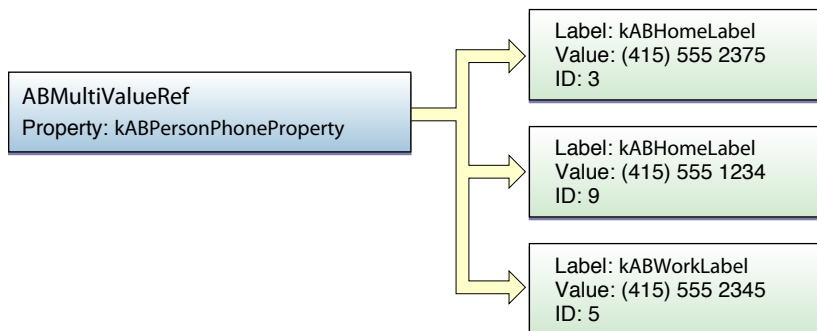 ABMultiValueRef
Property: kABPersonPhoneProperty
Label: kABHomeLabel
Value: (415) 555 2375
ID: 3
Label: kABHomeLabel
Value: (415) 555 1234
ID: 9
Label: kABWorkLabel
Value: (415) 555 2345
ID: 5